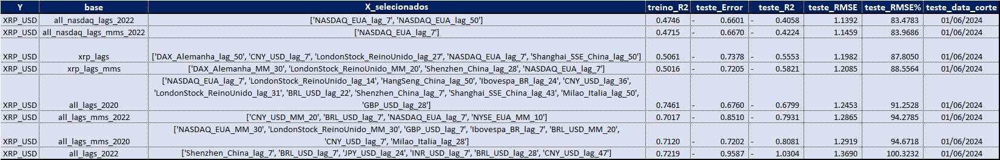 Y base X_selecionados treino_R2 teste_Error teste_R2 teste_RMSE teste_RMSE% teste_data_corte
XRP_USD all_nasdaq_lags_2022 ['NASDAQ_EUA_lag_7', 'NASDAQ_EUA_lag_50'] 0.4746 - 0.6601 - 0.4058 1.1392 83.4783 01/06/2024
XRP_USD all_nasdaq_lags_mms_2022 ['NASDAQ_EUA_lag_7'] 0.4715 - 0.6670 - 0.4224 1.1459 83.9686 01/06/2024
XRP_USD xrp_lags ['DAX_Alemanha_lag_50', 'CNY_USD_lag_7', 'LondonStock_ReinoUnido_lag_27', 'NASDAQ_EUA_lag_7', 'Shanghai_SSE_China_lag_50'] 0.5061 - 0.7378 - 0.5553 1.1982 87.8050 01/06/2024
XRP_USD xrp_lags_mms ['DAX_Alemanha_MM_30', 'LondonStock_ReinoUnido_MM_20', 'Shenzhen_China_lag_28', 'NASDAQ_EUA_lag_7'] 0.5016 - 0.7205 - 0.5821 1.2085 88.5564 01/06/2024
['NASDAQ_EUA_lag_7', 'LondonStock_ReinoUnido_lag_14', 'HangSeng_China_lag_50', 'Ibovespa_BR_lag_24', 'CNY_USD_lag_36',
'LondonStock_ReinoUnido_lag_31', 'BRL_USD_lag_22', 'Shenzhen_China_lag_7', 'Shanghai_SSE_China_lag_43', 'Milao_Italia_lag_50',
XRP_USD all_lags_2020 'GBP_USD_lag_28'] 0.7461 - 0.6760 - 0.6799 1.2453 91.2528 01/06/2024
XRP_USD all_lags_mms_2022 ['CNY_USD_MM_20', 'BRL_USD_lag_7', 'NASDAQ_EUA_lag_7', 'NYSE_EUA_MM_10'] 0.7017 - 0.8510 - 0.7931 1.2865 94.2785 01/06/2024
['NASDAQ_EUA_MM_30', 'LondonStock_ReinoUnido_MM_30', 'GBP_USD_lag_7', 'Ibovespa_BR_lag_7', 'BRL_USD_MM_20',
XRP_USD all_lags_mms_2020 'CNY_USD_lag_7', 'Milao_Italia_lag_28'] 0.7120 - 0.7202 - 0.8081 1.2919 94.6718 01/06/2024
XRP_USD all_lags_2022 ['Shenzhen_China_lag_7', 'BRL_USD_lag_7', 'JPY_USD_lag_24', 'INR_USD_lag_7', 'BRL_USD_lag_28', 'CNY_USD_lag_47'] 0.7219 - 0.9587 - 1.0304 1.3690 100.3232 01/06/2024